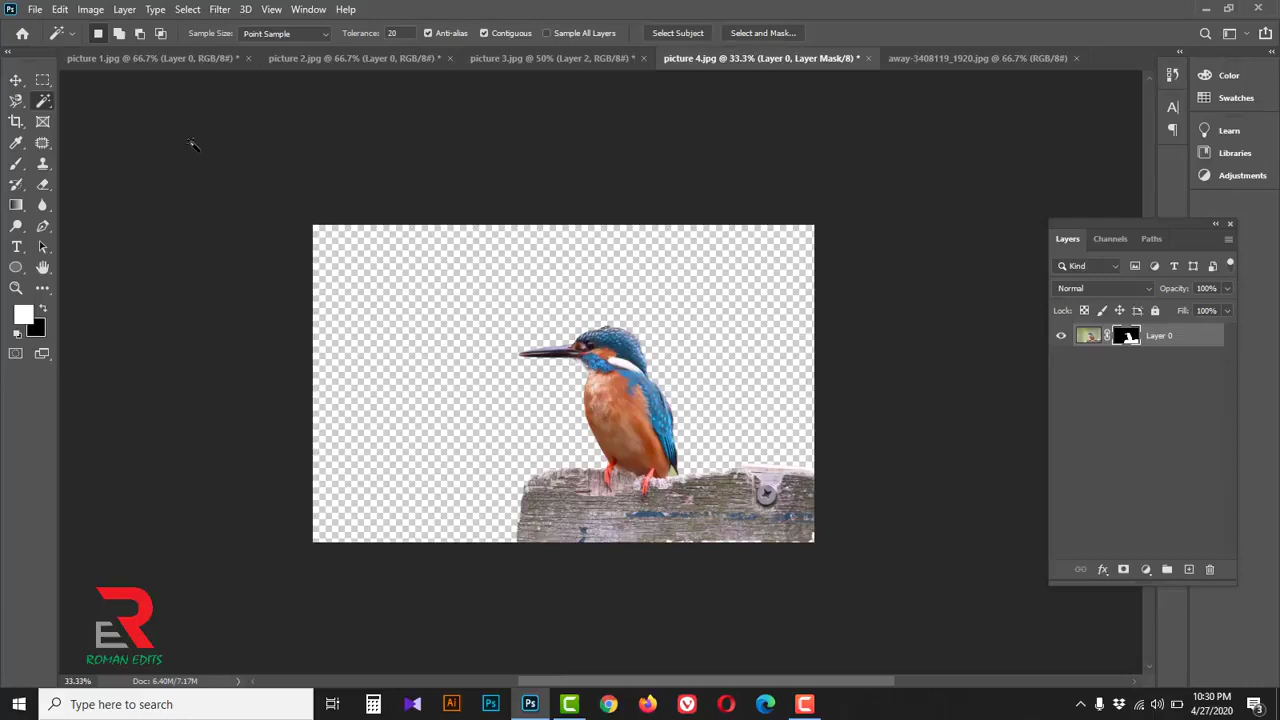 File Edit Image Layer Type Select Filter 3D View Window Help
Sample Size: Point Sample Tolerance: 20 Anti-alias Contiguous Sample All Layers Select Subject Select and Mask...
picture 1.jpg @ 66.7% (Layer 0, RGB/8#) * × picture 2.jpg @ 66.7% (Layer 0, RGB/8#) * × picture 3.jpg @ 50% (Layer 2, RGB/8#) * × picture 4.jpg @ 33.3% (Layer 0, Layer Mask/8) * × away-3408119_1920.jpg @ 66.7% (RGB/8#) ×
Color
Swatches
Learn
Libraries
Adjustments
Layers Channels Paths
Kind
Normal Opacity: 100%
Lock: Fill: 100%
Layer 0
ER
ROMAN EDITS
33.33% Doc: 6.40M/7.17M
Type here to search
10:30 PM
4/27/2020
3